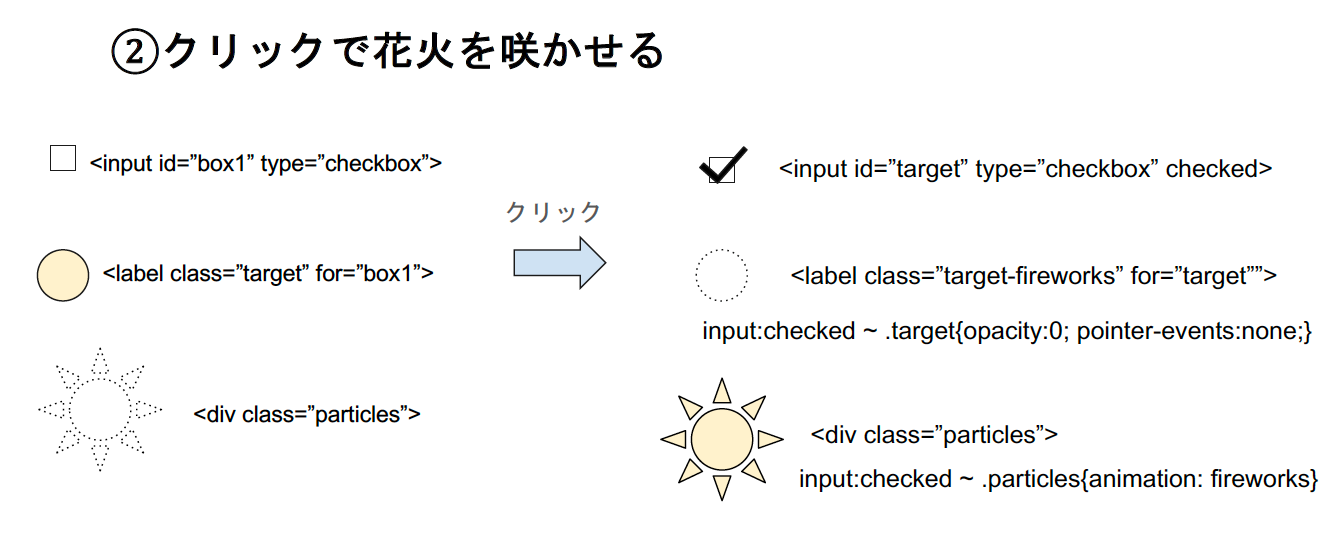 ②クリックで花火を咲かせる
<input id=”box1” type=”checkbox”>
<label class=”target” for=”box1”>
<div class=”particles”>
クリック
<input id=”target” type=”checkbox” checked>
<label class=”target-fireworks” for=”target””>
input:checked ~ .target{opacity:0; pointer-events:none;}
<div class=”particles”>
input:checked ~ .particles{animation: fireworks}